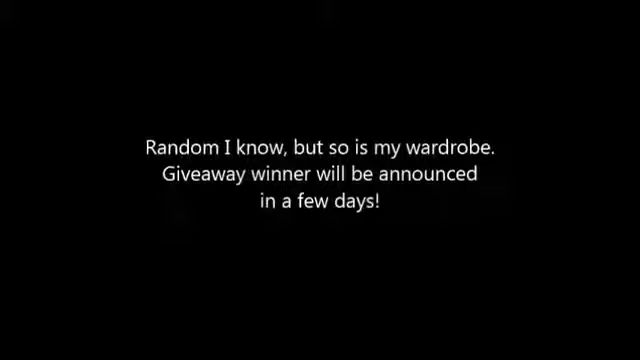 Random I know, but so is my wardrobe.
Giveaway winner will be announced
in a few days!